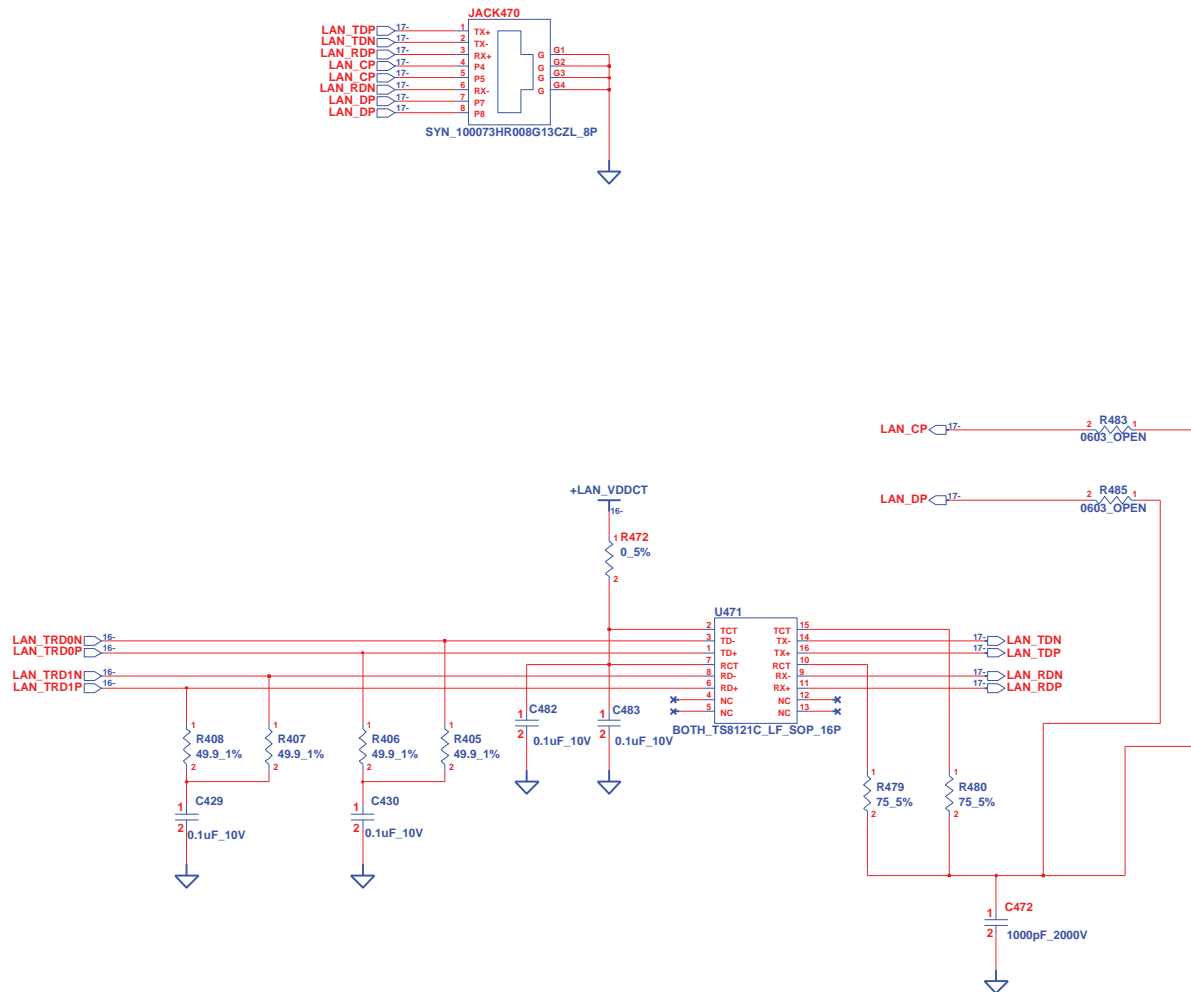 JACK470
LAN_TDP 17- 1 TX+
LAN_TDN 17- 2 TX-
LAN_RDP 17- 3 RX+ G G1
LAN_CP 17- 4 P4 G G2
LAN_CP 17- 5 P5 G G3
LAN_RDN 17- 6 RX- G G4
LAN_DP 17- 7 P7
LAN_DP 17- 8 P8
SYN_100073HR008G13CZL_8P
LAN_CP 17- 2 R483 1
0603_OPEN
LAN_DP 17- 2 R485 1
0603_OPEN
+LAN_VDDCT
16-
1 R472
0_5%
2
U471
2 TCT TCT 15
LAN_TRD0N 16- 3 TD- TX- 14 17- LAN_TDN
LAN_TRD0P 16- 1 TD+ TX+ 16 17- LAN_TDP
7 RCT RCT 10
LAN_TRD1N 16- 8 RD- RX- 9 17- LAN_RDN
LAN_TRD1P 16- 6 RD+ RX+ 11 17- LAN_RDP
4 NC NC 12
5 NC NC 13
BOTH_TS8121C_LF_SOP_16P
1 C482
2 0.1uF_10V
1 C483
2 0.1uF_10V
1 R408
49.9_1%
2
1 R407
49.9_1%
2
1 R406
49.9_1%
2
1 R405
49.9_1%
2
1 C429
2 0.1uF_10V
1 C430
2 0.1uF_10V
1 R479
75_5%
2
1 R480
75_5%
2
1 C472
2 1000pF_2000V